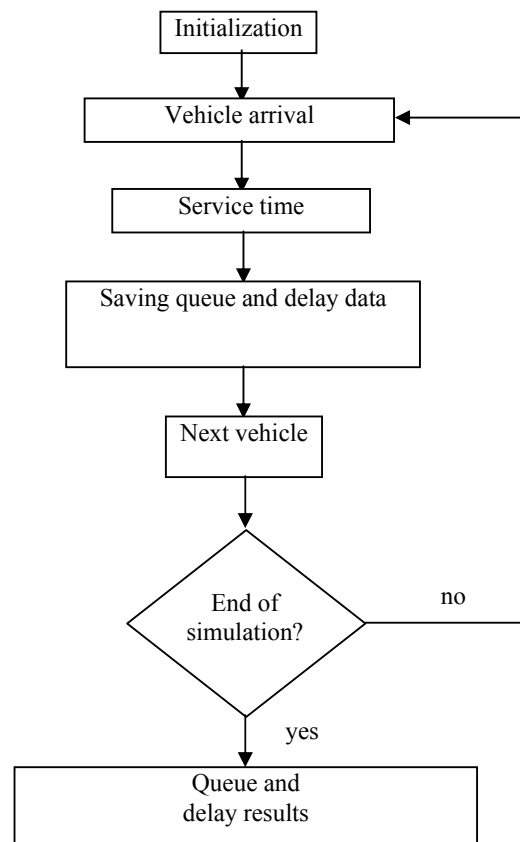 Initialization
Vehicle arrival
Service time
Saving queue and delay data
Next vehicle
End of
simulation?
no
yes
Queue and
delay results